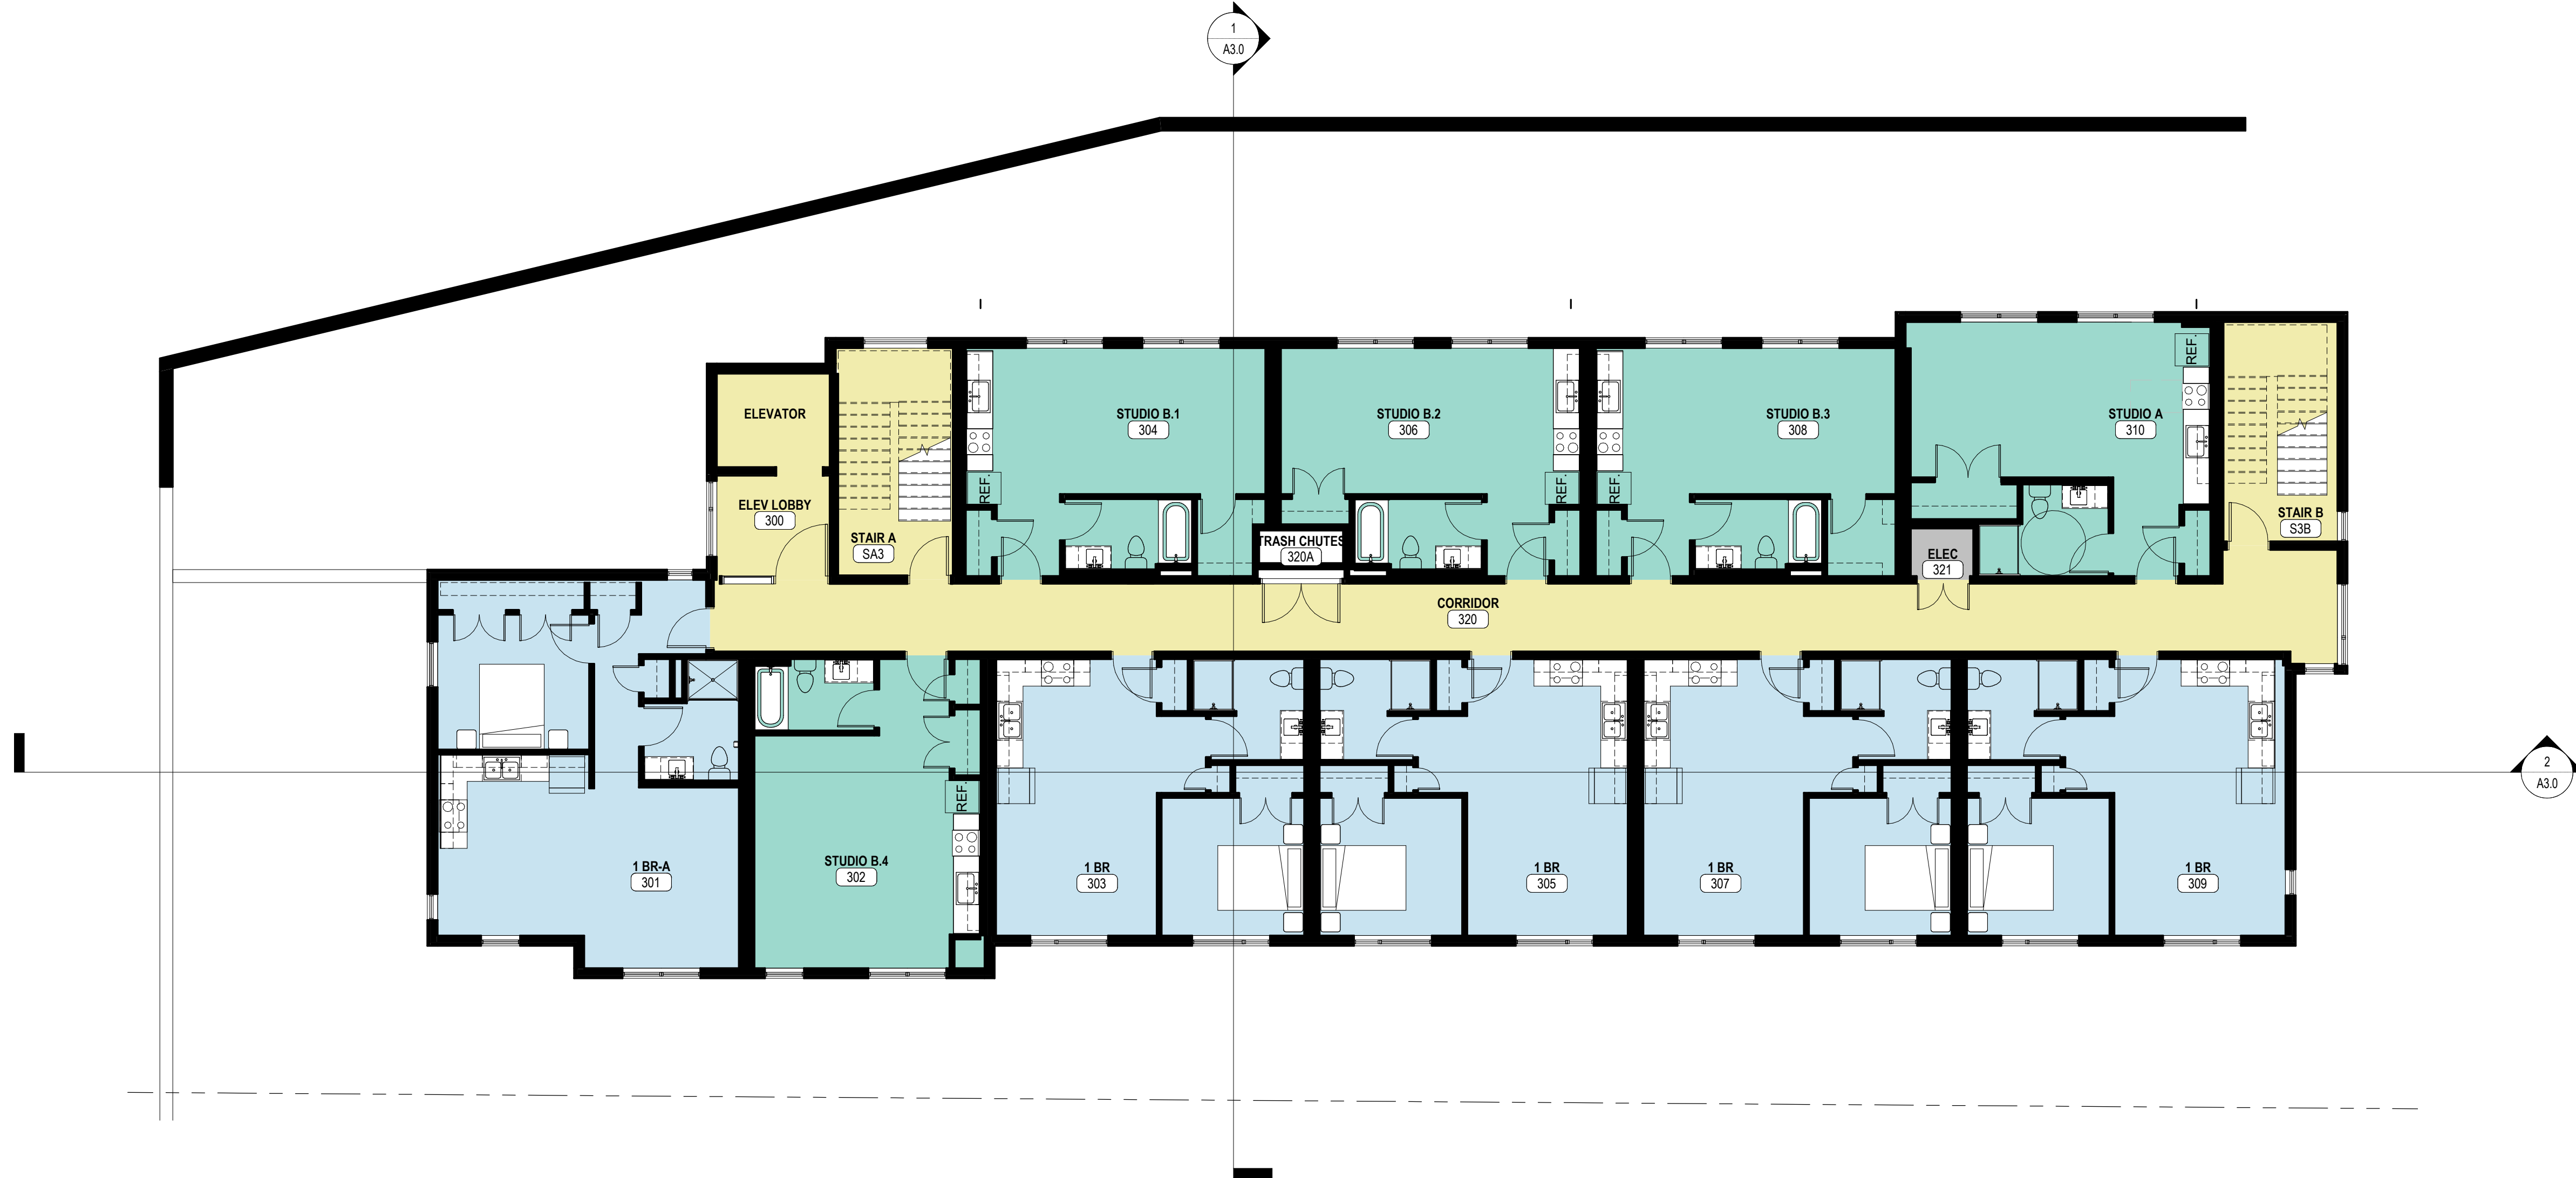 1
A3.0
REF.
ELEVATOR
STUDIO B.1
304
STUDIO B.2
306
STUDIO B.3
308
STUDIO A
310
REF.
REF.
REF.
ELEV LOBBY
300
STAIR A
SA3
STAIR B
S3B
TRASH CHUTES
320A
ELEC
321
CORRIDOR
320
2
A3.0
REF.
1 BR-A
301
STUDIO B.4
302
1 BR
303
1 BR
305
1 BR
307
1 BR
309